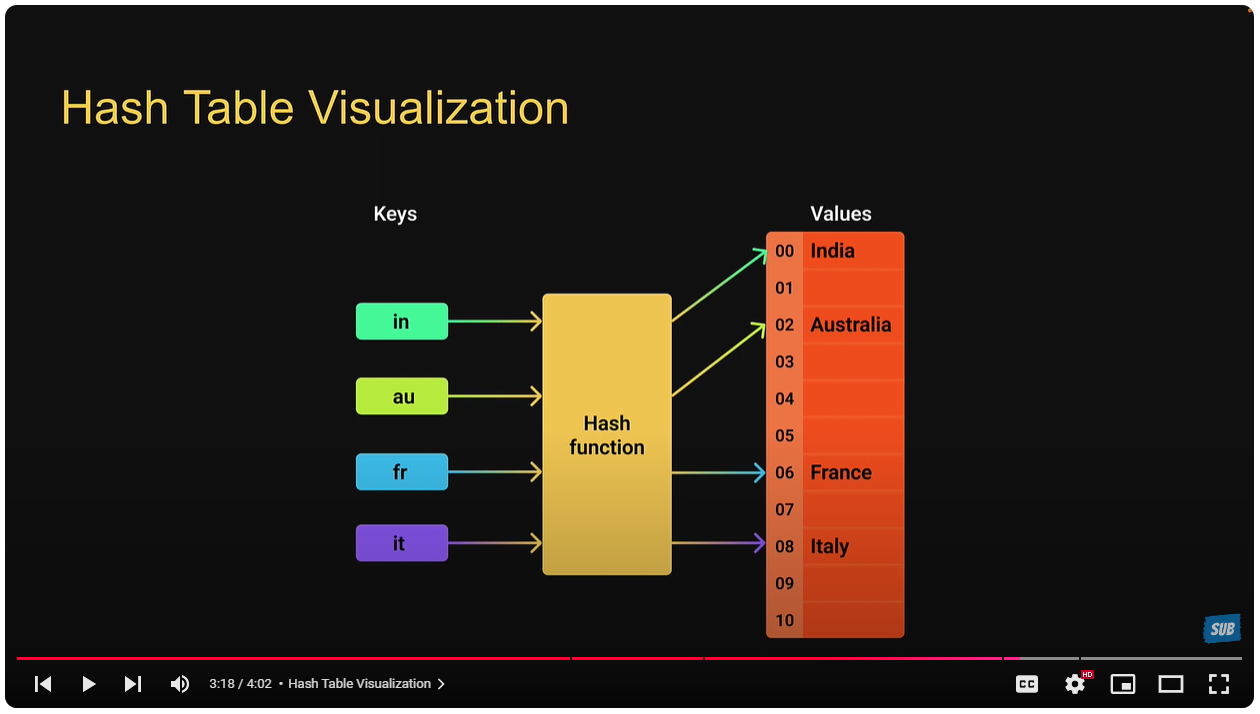 Hash Table Visualization
Keys
Values
in
au
fr
it
Hash
function
00 India
01
02 Australia
03
04
05
06 France
07
08 Italy
09
10
SUB
3:18 / 4:02 • Hash Table Visualization
CC
HD